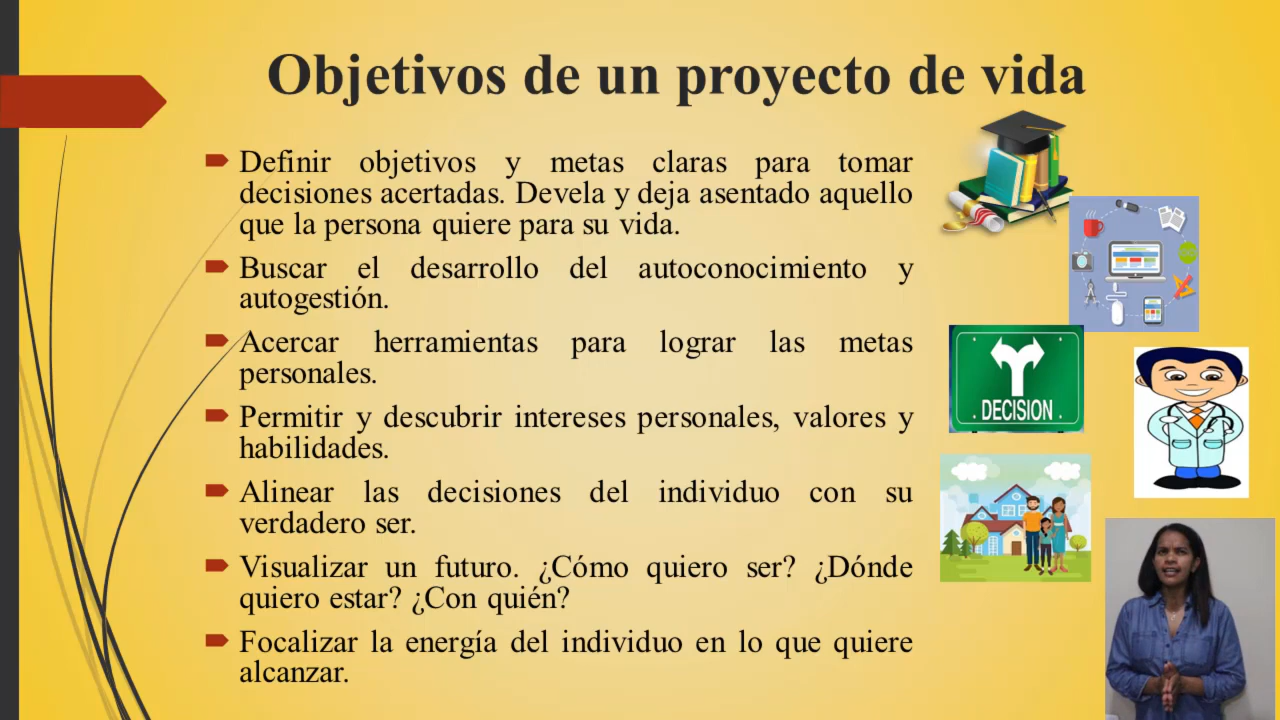 Objetivos de un proyecto de vida
Definir objetivos y metas claras para tomar
decisiones acertadas. Devela y deja asentado aquello
que la persona quiere para su vida.
Buscar el desarrollo del autoconocimiento y
autogestión.
Acercar herramientas para lograr las metas
personales.
Permitir y descubrir intereses personales, valores y
habilidades.
Alinear las decisiones del individuo con su
verdadero ser.
Visualizar un futuro. ¿Cómo quiero ser? ¿Dónde
quiero estar? ¿Con quién?
Focalizar la energía del individuo en lo que quiere
alcanzar.
DECISION